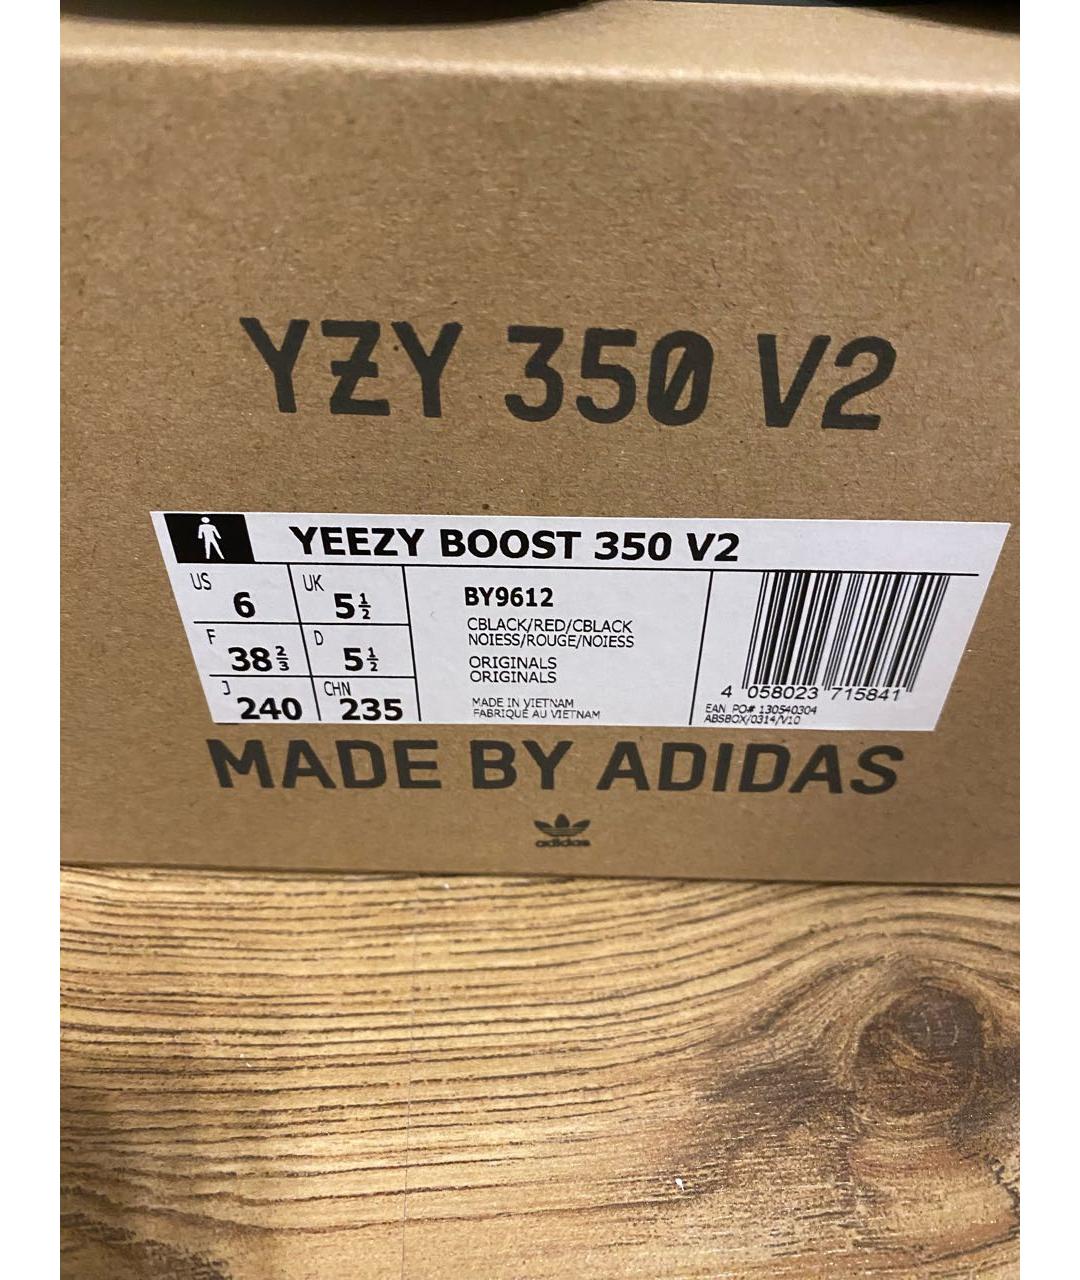 YZY 350 V2
YEEZY BOOST 350 V2
US 6 UK 5½
F 38⅔ D 5½
J 240 CHN 235
BY9612
CBLACK/RED/CBLACK
NOIESS/ROUGE/NOIESS
ORIGINALS
ORIGINALS
MADE IN VIETNAM
FABRIQUÉ AU VIETNAM
4 058023 715841
EAN PO# 130540304
ABSBOX/0314/V10
MADE BY ADIDAS
adidas